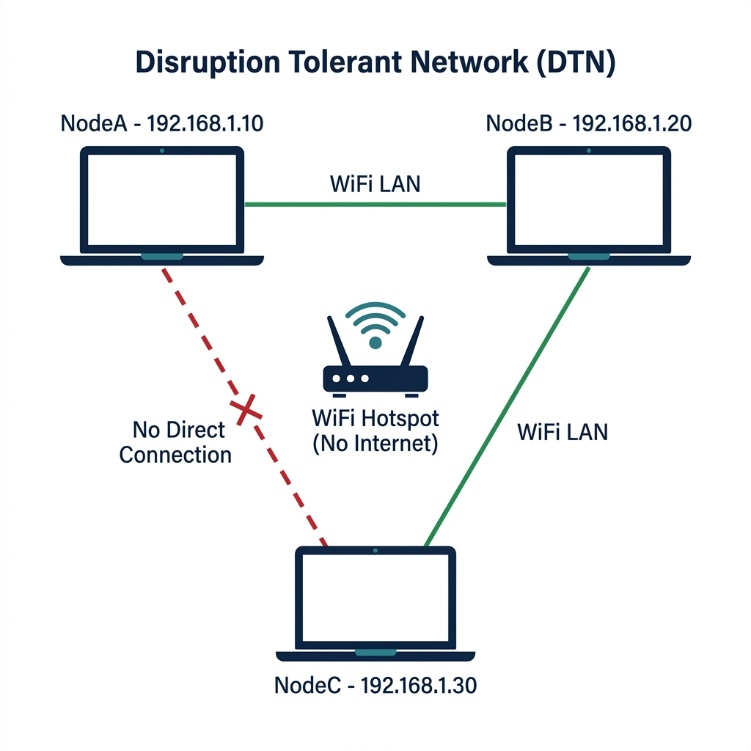 Disruption Tolerant Network (DTN)
NodeA - 192.168.1.10
NodeB - 192.168.1.20
WiFi LAN
WiFi Hotspot
(No Internet)
No Direct
Connection
WiFi LAN
NodeC - 192.168.1.30